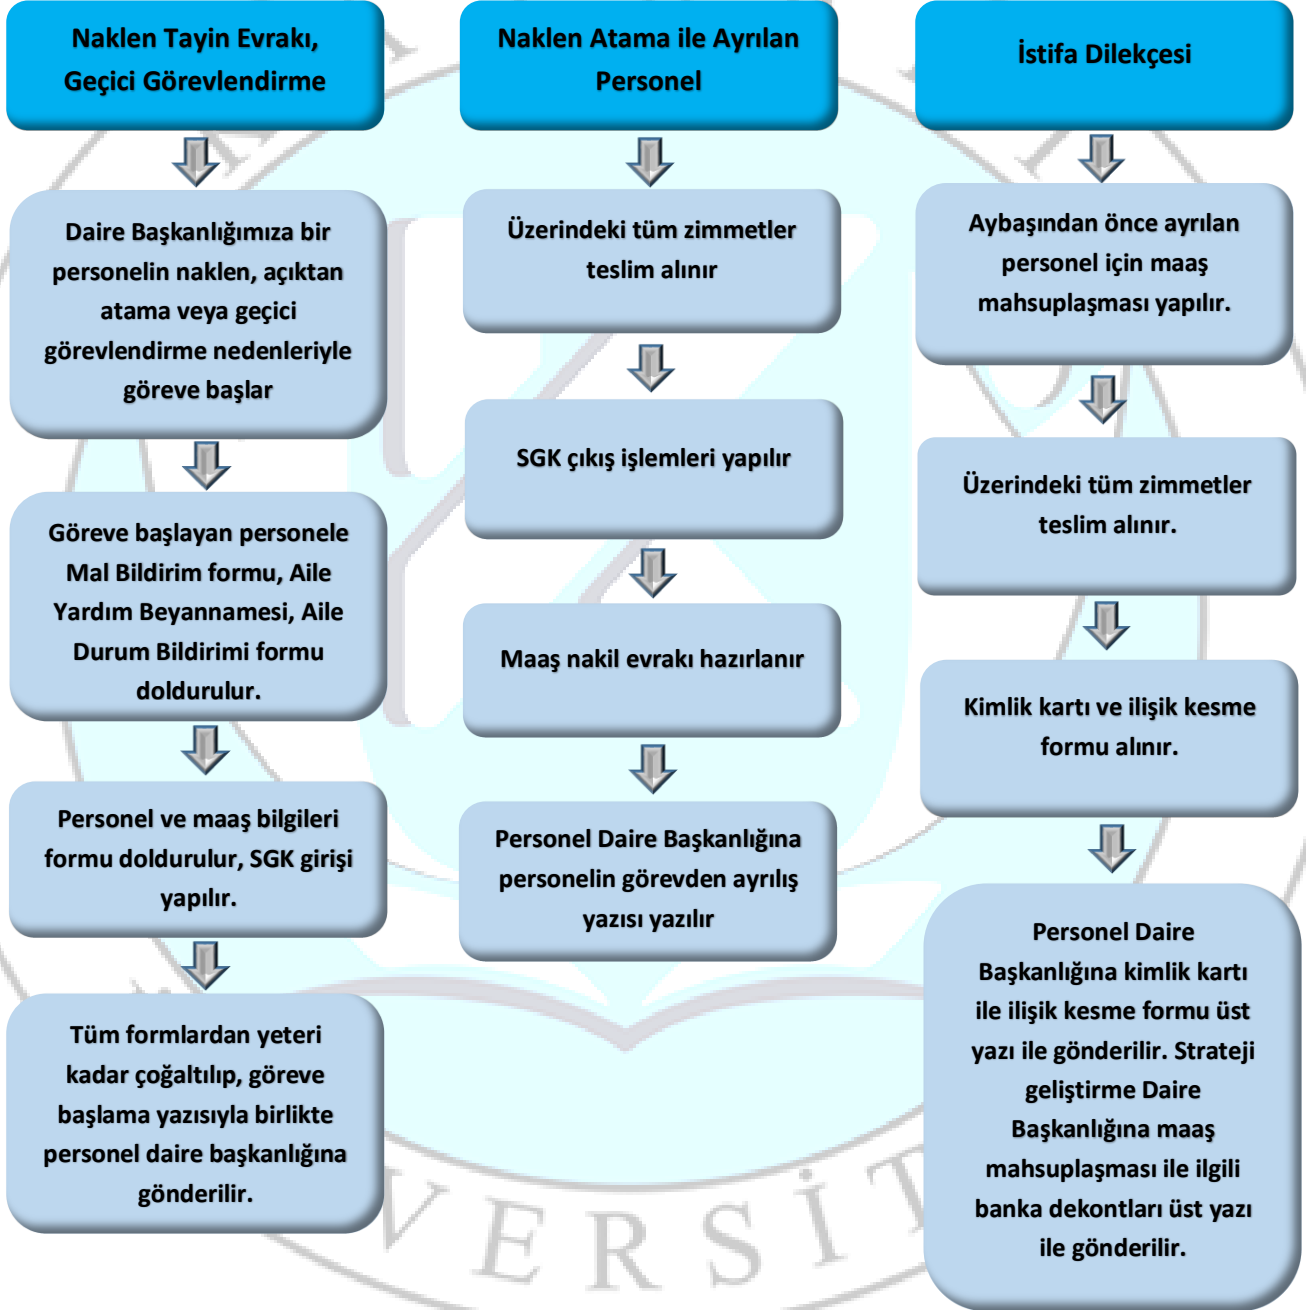 Naklen Tayin Evrakı,
Geçici Görevlendirme
Daire Başkanlığımıza bir
personelin naklen, açıktan
atama veya geçici
görevlendirme nedenleriyle
göreve başlar
Göreve başlayan personele
Mal Bildirim formu, Aile
Yardım Beyannamesi, Aile
Durum Bildirimi formu
doldurulur.
Personel ve maaş bilgileri
formu doldurulur, SGK girişi
yapılır.
Tüm formlardan yeteri
kadar çoğaltılıp, göreve
başlama yazısıyla birlikte
personel daire başkanlığına
gönderilir.
Naklen Atama ile Ayrılan
Personel
Üzerindeki tüm zimmetler
teslim alınır
SGK çıkış işlemleri yapılır
Maaş nakil evrakı hazırlanır
Personel Daire Başkanlığına
personelin görevden ayrılış
yazısı yazılır
İstifa Dilekçesi
Aybaşından önce ayrılan
personel için maaş
mahsuplaşması yapılır.
Üzerindeki tüm zimmetler
teslim alınır.
Kimlik kartı ve ilişik kesme
formu alınır.
Personel Daire
Başkanlığına kimlik kartı
ile ilişik kesme formu üst
yazı ile gönderilir. Strateji
geliştirme Daire
Başkanlığına maaş
mahsuplaşması ile ilgili
banka dekontları üst yazı
ile gönderilir.
VERSİT